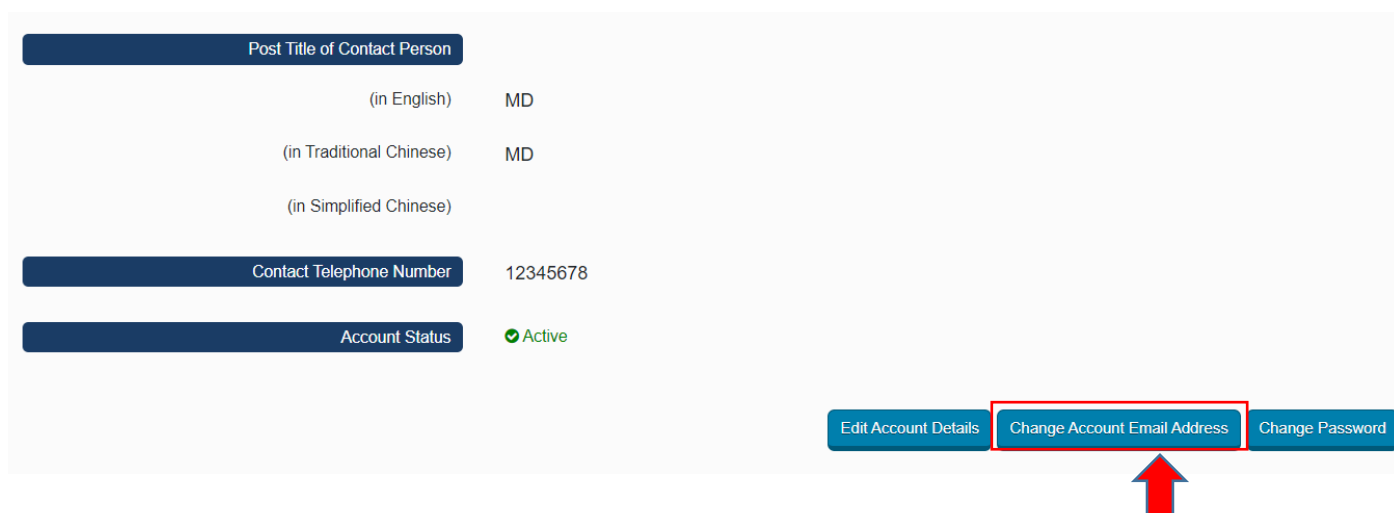 Post Title of Contact Person
(in English) MD
(in Traditional Chinese) MD
(in Simplified Chinese)
Contact Telephone Number 12345678
Account Status Active
Edit Account Details Change Account Email Address Change Password